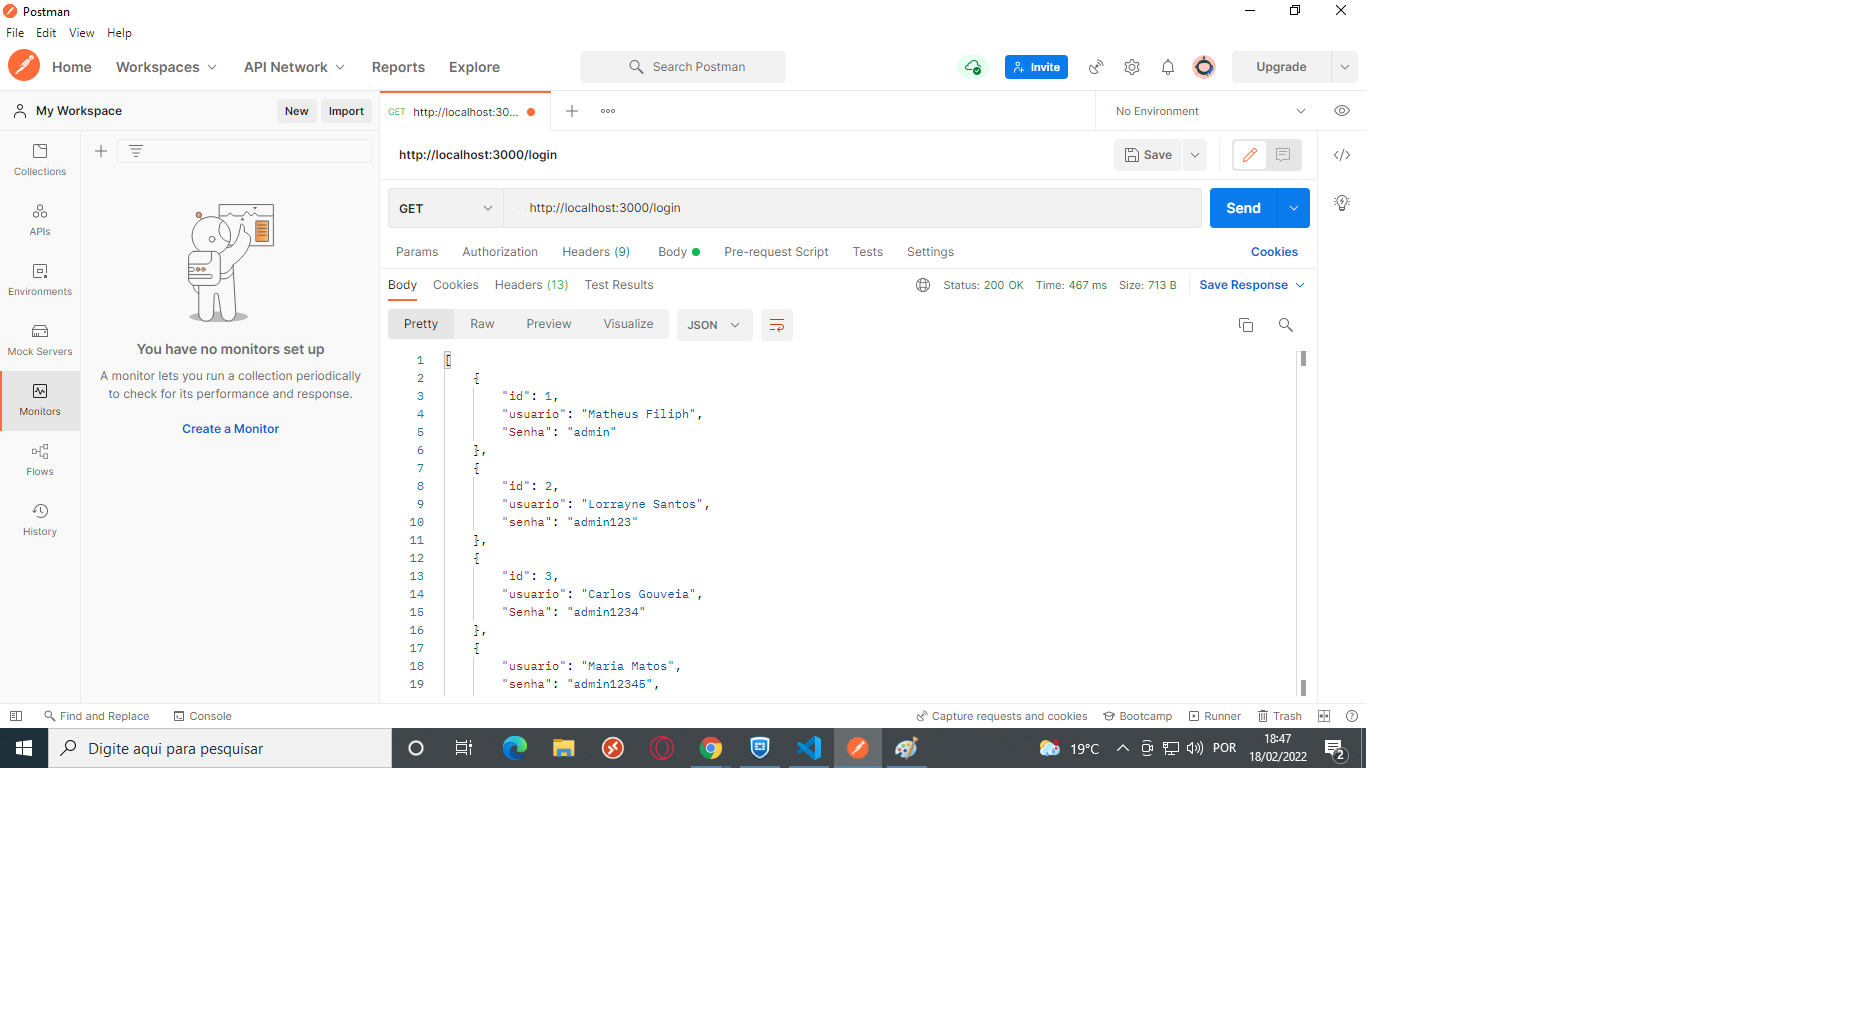 Postman
File Edit View Help
Home Workspaces API Network Reports Explore Search Postman Invite Upgrade
My Workspace New Import GET http://localhost:30... No Environment
http://localhost:3000/login Save
Collections
APIs
Environments
Mock Servers
Monitors
Flows
History
You have no monitors set up
A monitor lets you run a collection periodically
to check for its performance and response.
Create a Monitor
GET http://localhost:3000/login Send
Params Authorization Headers (9) Body Pre-request Script Tests Settings Cookies
Body Cookies Headers (13) Test Results Status: 200 OK Time: 467 ms Size: 713 B Save Response
Pretty Raw Preview Visualize JSON
1 [
2 {
3 "id": 1,
4 "usuario": "Matheus Filiph",
5 "Senha": "admin"
6 },
7 {
8 "id": 2,
9 "usuario": "Lorrayne Santos",
10 "senha": "admin123"
11 },
12 {
13 "id": 3,
14 "usuario": "Carlos Gouveia",
15 "Senha": "admin1234"
16 },
17 {
18 "usuario": "Maria Matos",
19 "senha": "admin12345",
Find and Replace Console Capture requests and cookies Bootcamp Runner Trash
Digite aqui para pesquisar 19°C POR 18:47
18/02/2022 2